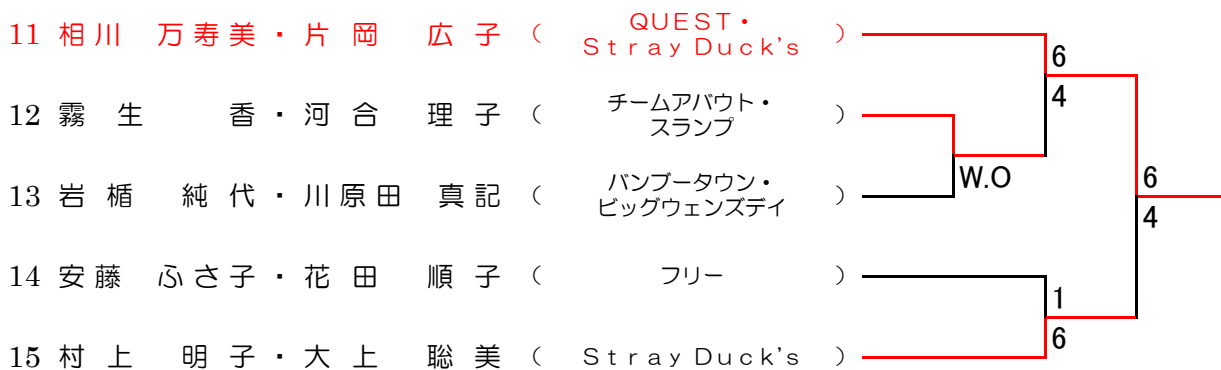 11 相川 万寿美・片岡 広子 ( QUEST・ Stray Duck's ) 6
4
12 霧生 香・河合 理子 ( チームアバウト・ スランプ )
W.O
13 岩楯 純代・川原田 真記 ( バンブータウン・ ビッグウェンズデイ ) 6
4
14 安藤 ふさ子・花田 順子 ( フリー ) 1
6
15 村上 明子・大上 聡美 ( Stray Duck's )